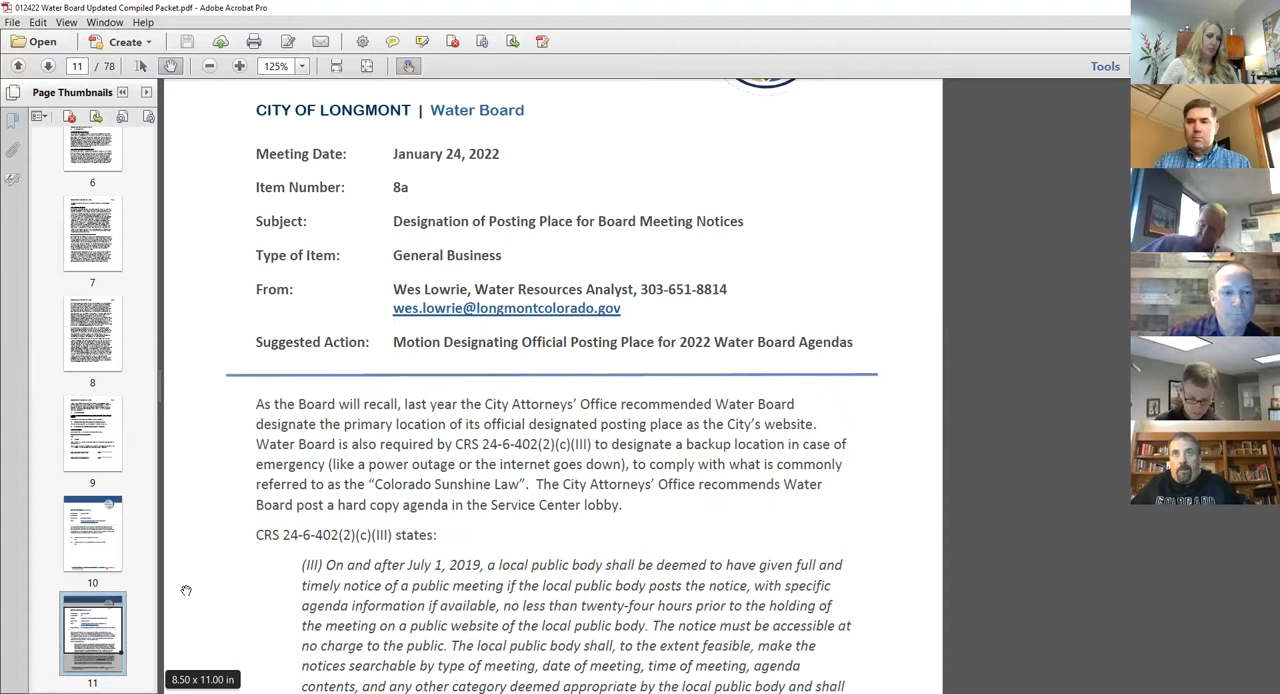 012422 Water Board Updated Compiled Packet.pdf - Adobe Acrobat Pro
File Edit View Window Help
Open Create
11 / 78 125% Tools
Page Thumbnails
6
7
8
9
10
11
8.50 x 11.00 in
CITY OF LONGMONT | Water Board
Meeting Date: January 24, 2022
Item Number: 8a
Subject: Designation of Posting Place for Board Meeting Notices
Type of Item: General Business
From: Wes Lowrie, Water Resources Analyst, 303-651-8814
wes.lowrie@longmontcolorado.gov
Suggested Action: Motion Designating Official Posting Place for 2022 Water Board Agendas
As the Board will recall, last year the City Attorneys’ Office recommended Water Board
designate the primary location of its official designated posting place as the City’s website.
Water Board is also required by CRS 24-6-402(2)(c)(III) to designate a backup location in case of
emergency (like a power outage or the internet goes down), to comply with what is commonly
referred to as the “Colorado Sunshine Law”. The City Attorneys’ Office recommends Water
Board post a hard copy agenda in the Service Center lobby.
CRS 24-6-402(2)(c)(III) states:
(III) On and after July 1, 2019, a local public body shall be deemed to have given full and
timely notice of a public meeting if the local public body posts the notice, with specific
agenda information if available, no less than twenty-four hours prior to the holding of
the meeting on a public website of the local public body. The notice must be accessible at
no charge to the public. The local public body shall, to the extent feasible, make the
notices searchable by type of meeting, date of meeting, time of meeting, agenda
contents, and any other category deemed appropriate by the local public body and shall